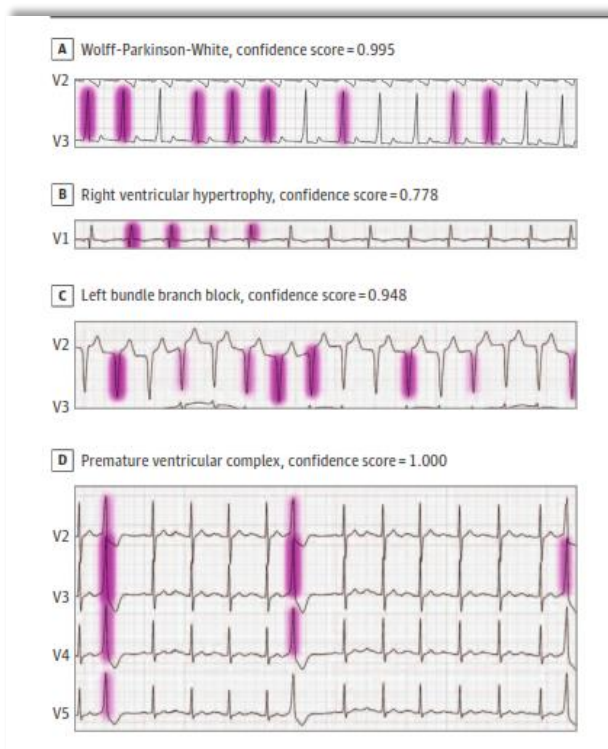 A Wolff-Parkinson-White, confidence score = 0.995
V2
V3
B Right ventricular hypertrophy, confidence score = 0.778
V1
C Left bundle branch block, confidence score = 0.948
V2
V3
D Premature ventricular complex, confidence score = 1.000
V2
V3
V4
V5